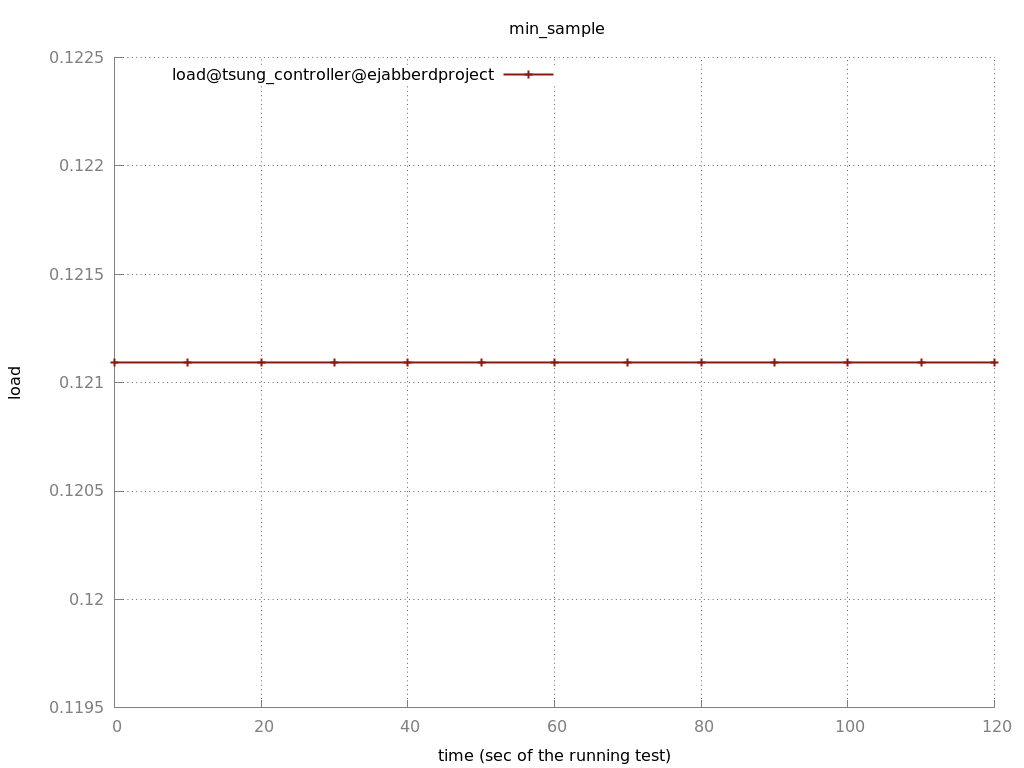 min_sample
load@tsung_controller@ejabberdproject
0.1225
0.122
0.1215
0.121
0.1205
0.12
0.1195
load
0 20 40 60 80 100 120
time (sec of the running test)